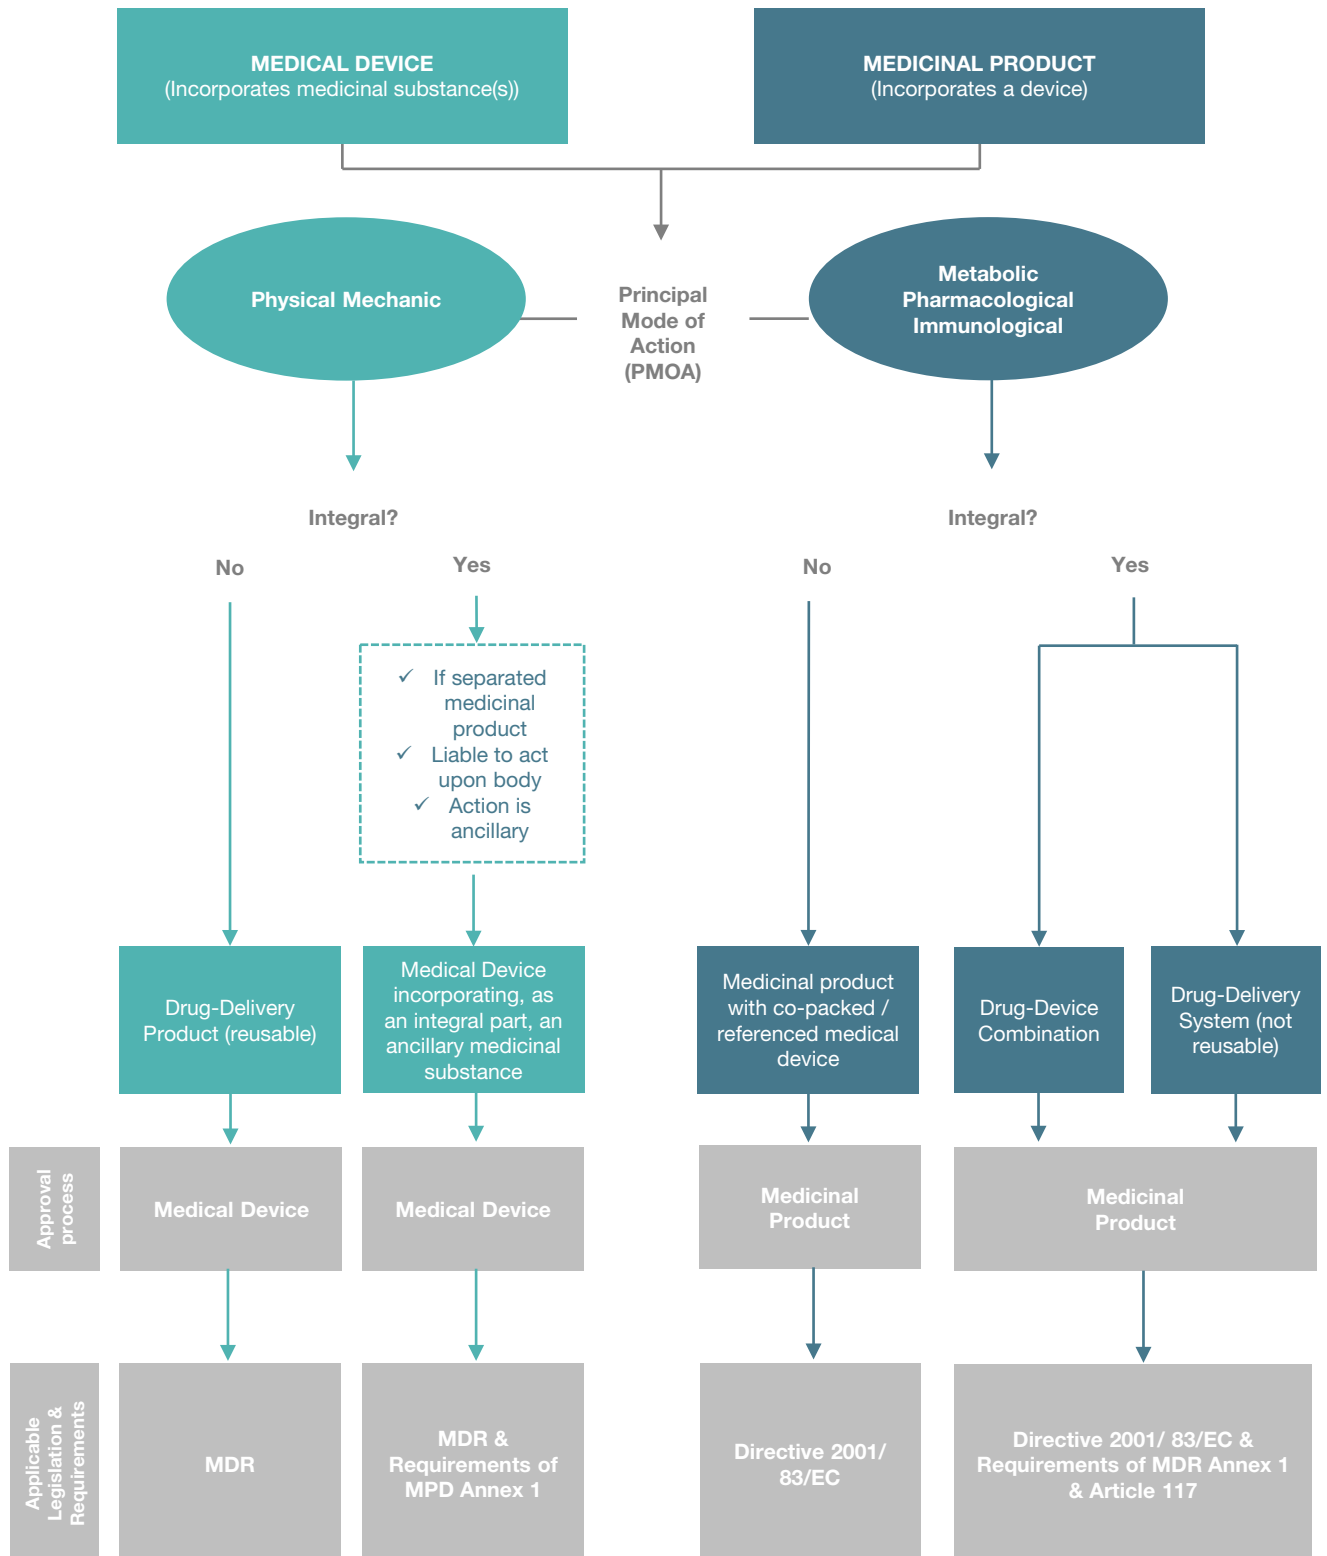 MEDICAL DEVICE
(Incorporates medicinal substance(s))
MEDICINAL PRODUCT
(Incorporates a device)
Physical Mechanic
Principal
Mode of
Action
(PMOA)
Metabolic
Pharmacological
Immunological
Integral?
No
Yes
Integral?
No
Yes
✓ If separated
medicinal
product
✓ Liable to act
upon body
✓ Action is
ancillary
Drug-Delivery
Product (reusable)
Medical Device
incorporating, as
an integral part, an
ancillary medicinal
substance
Medicinal product
with co-packed /
referenced medical
device
Drug-Device
Combination
Drug-Delivery
System (not
reusable)
Approval
process
Medical Device
Medical Device
Medicinal
Product
Medicinal
Product
Applicable
Legislation &
Requirements
MDR
MDR &
Requirements of
MPD Annex 1
Directive 2001/
83/EC
Directive 2001/ 83/EC &
Requirements of MDR Annex 1
& Article 117